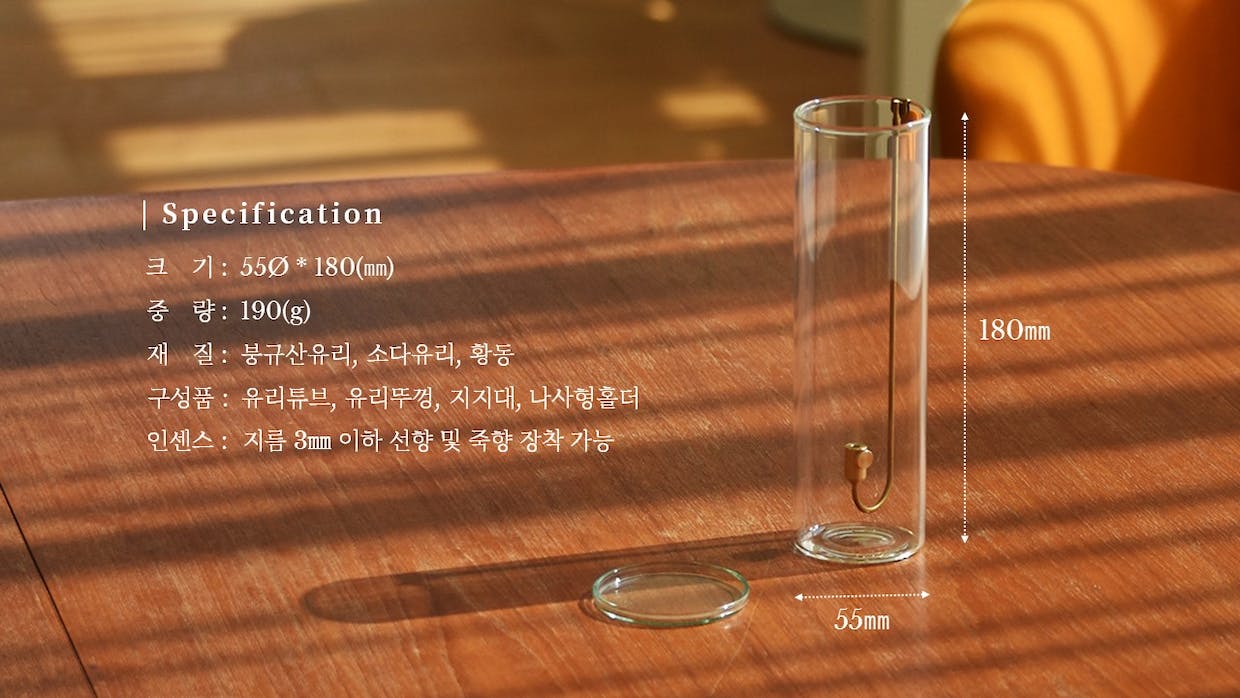 | Specification
크 기 : 55Ø * 180(㎜)
중 량 : 190(g)
재 질 : 붕규산유리, 소다유리, 황동
구성품 : 유리튜브, 유리뚜껑, 지지대, 나사형홀더
인센스 : 지름 3㎜ 이하 선향 및 죽향 장착 가능
180㎜
55㎜